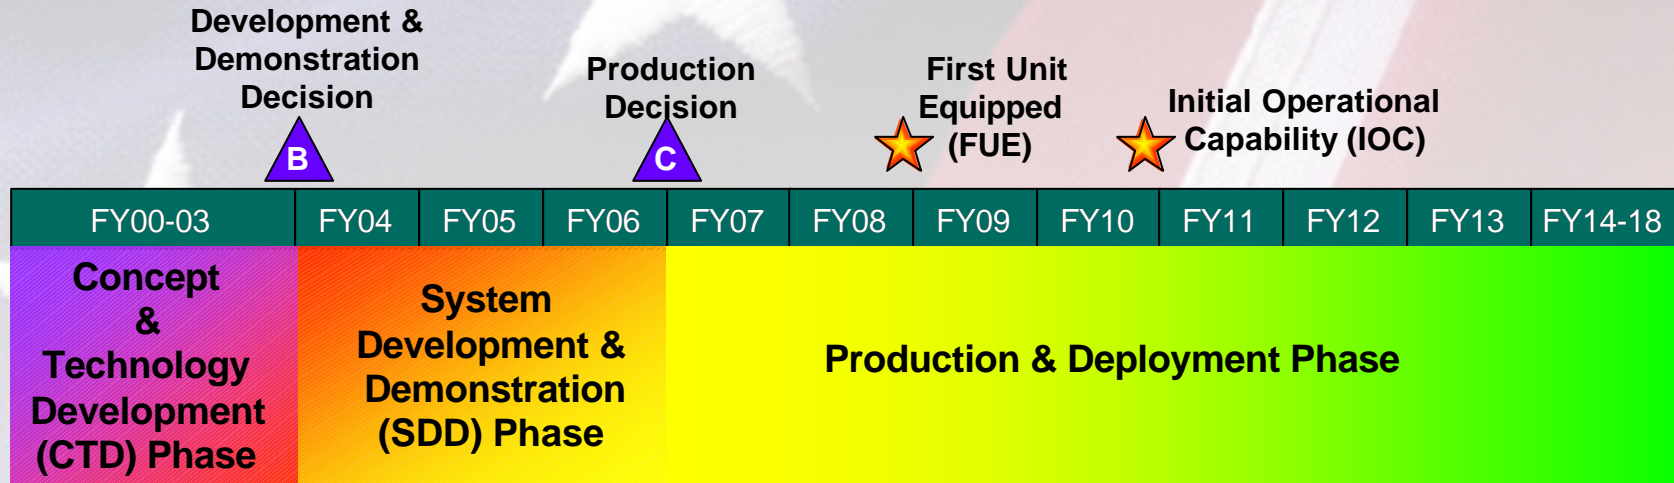 Development &
Demonstration
Decision
B
Production
Decision
C
First Unit
Equipped
(FUE)
Initial Operational
Capability (IOC)
FY00-03 FY04 FY05 FY06 FY07 FY08 FY09 FY10 FY11 FY12 FY13 FY14-18
Concept
&
Technology
Development
(CTD) Phase
System
Development &
Demonstration
(SDD) Phase
Production & Deployment Phase